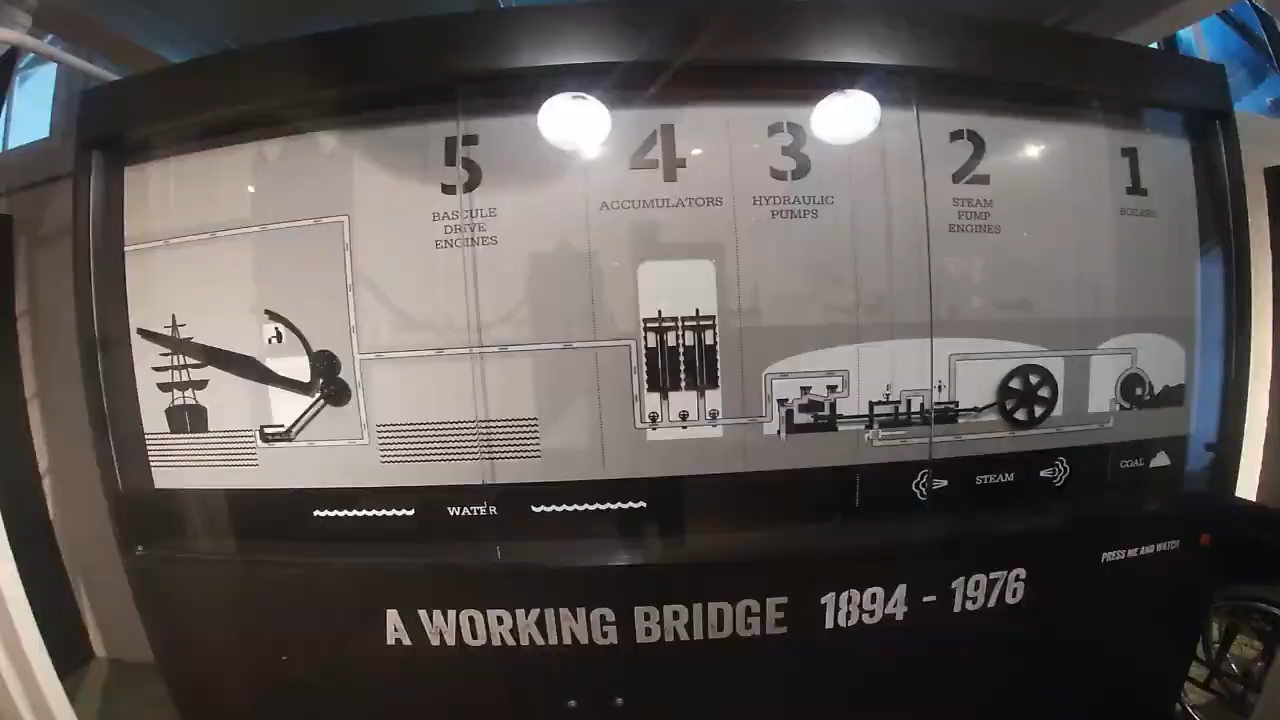 5
BASCULE
DRIVE
ENGINES
4
ACCUMULATORS
3
HYDRAULIC
PUMPS
2
STEAM
PUMP
ENGINES
1
BOILERS
WATER
STEAM
COAL
PRESS ME AND WATCH
A WORKING BRIDGE 1894 - 1976